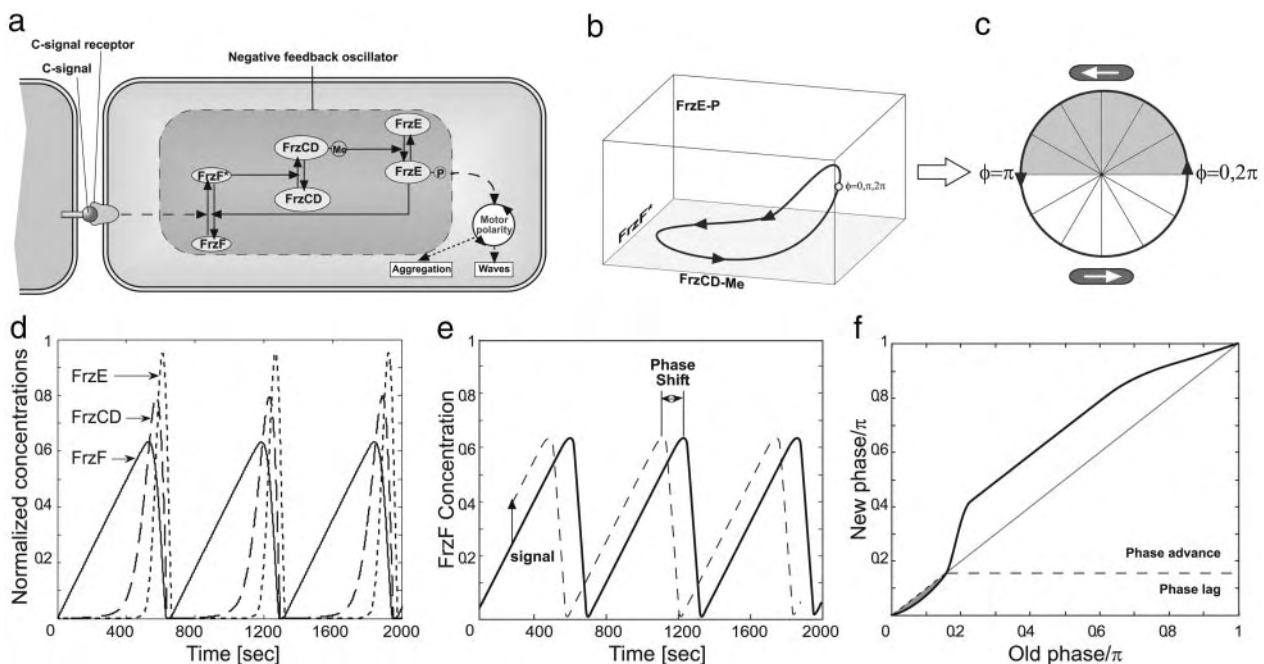 a
C-signal receptor
C-signal
Negative feedback oscillator
FrzE
FrzCD
Me
FrzF*
FrzE
P
FrzCD
FrzF
Motor
polarity
Aggregation
Waves
b
FrzE-P
ϕ=0,π,2π
FrzF*
FrzCD-Me
c
ϕ=π
ϕ=0,2π
d
Normalized concentrations
1
0.8
0.6
0.4
0.2
0
FrzE
FrzCD
FrzF
0
400
800
1200
1600
2000
Time [sec]
e
FrzF Concentration
1
0.8
0.6
0.4
0.2
0
Phase
Shift
signal
0
400
800
1200
1600
2000
Time [sec]
f
New phase/π
1
0.8
0.6
0.4
0.2
0
Phase advance
Phase lag
0
0.2
0.4
0.6
0.8
1
Old phase/π